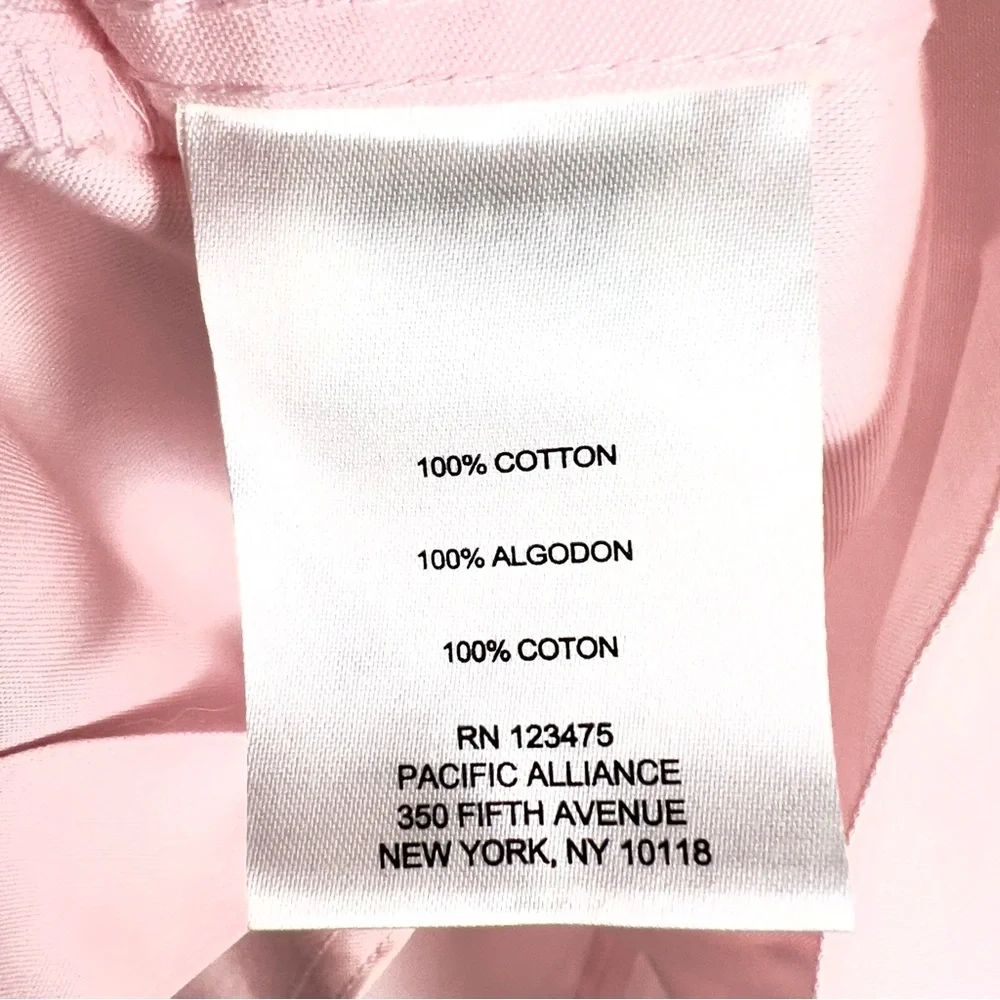 100% COTTON
100% ALGODON
100% COTON
RN 123475
PACIFIC ALLIANCE
350 FIFTH AVENUE
NEW YORK, NY 10118